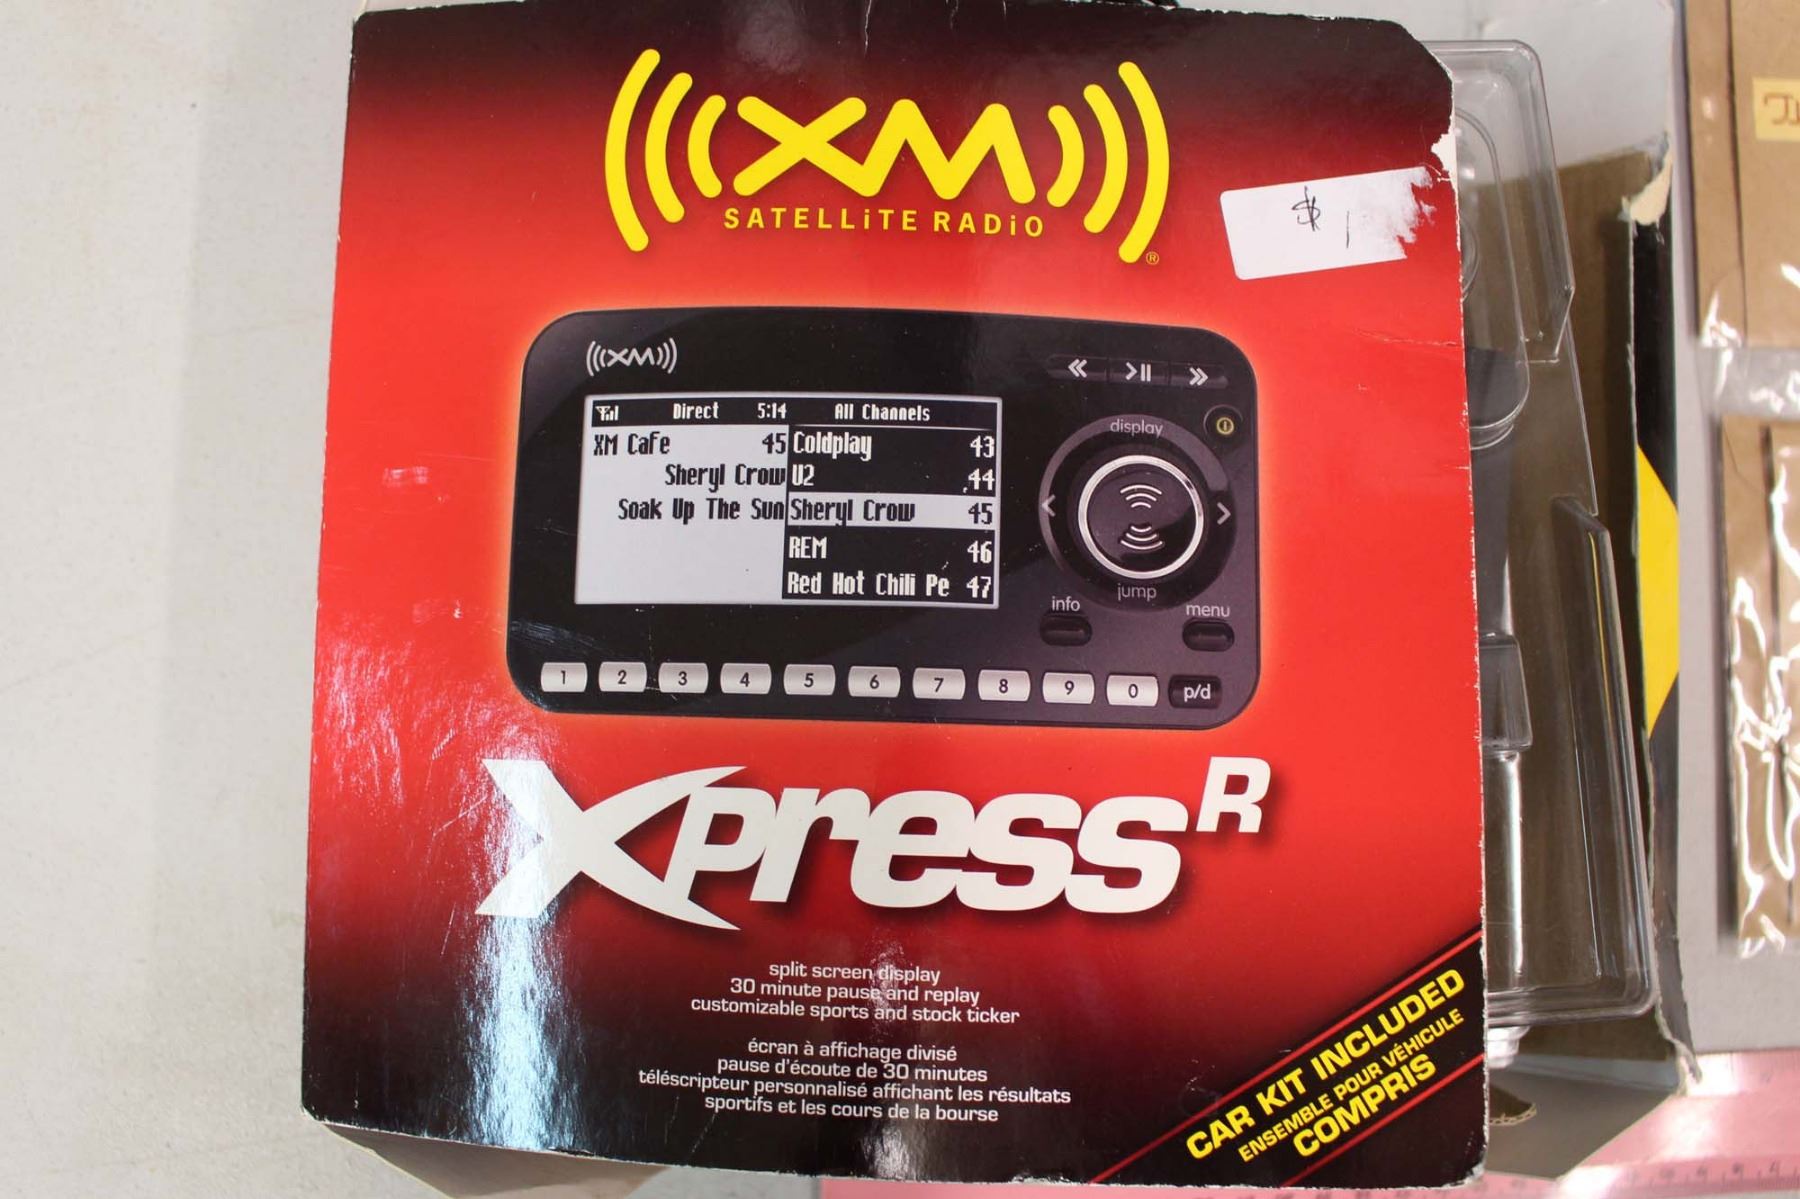 XM
SATELLiTE RADiO
®
$1
XM
Direct 5:14 All Channels
XM Cafe 45
Sheryl Crow
Soak Up The Sun
Coldplay 43
U2 44
Sheryl Crow 45
REM 46
Red Hot Chili Pe 47
display
jump
info
menu
1 2 3 4 5 6 7 8 9 0 p/d
Xpress R
split screen display
30 minute pause and replay
customizable sports and stock ticker
écran à affichage divisé
pause d'écoute de 30 minutes
téléscripteur personnalisé affichant les résultats
sportifs et les cours de la bourse
CAR KIT INCLUDED
ENSEMBLE POUR VÉHICULE
COMPRIS